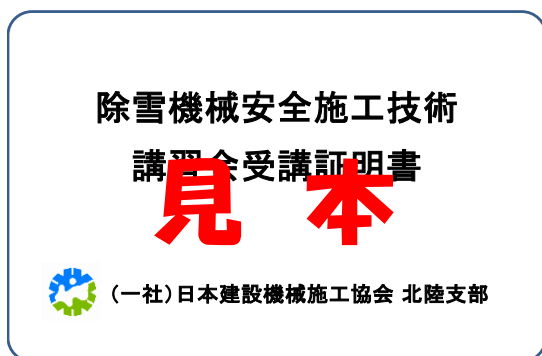 除雪機械安全施工技術
講習会受講証明書
見本
(一社)日本建設機械施工協会 北陸支部